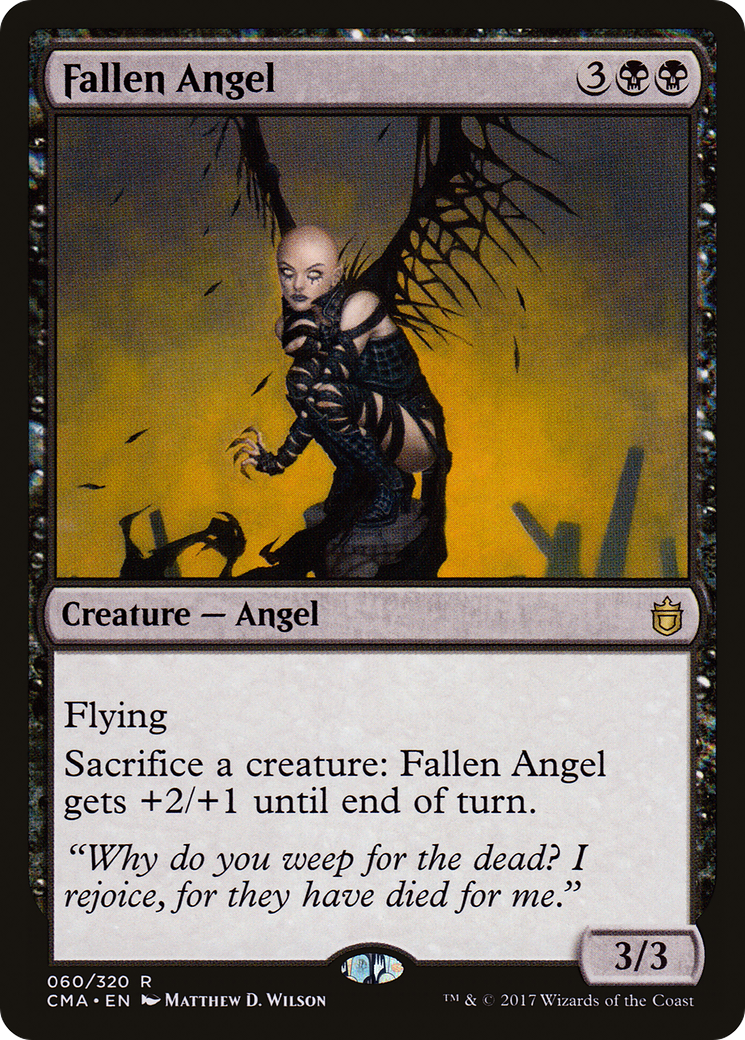 Fallen Angel 3
Creature — Angel
Flying
Sacrifice a creature: Fallen Angel
gets +2/+1 until end of turn.
“Why do you weep for the dead? I
rejoice, for they have died for me.”
3/3
060/320 R
CMA • EN Matthew D. Wilson
™ & © 2017 Wizards of the Coast